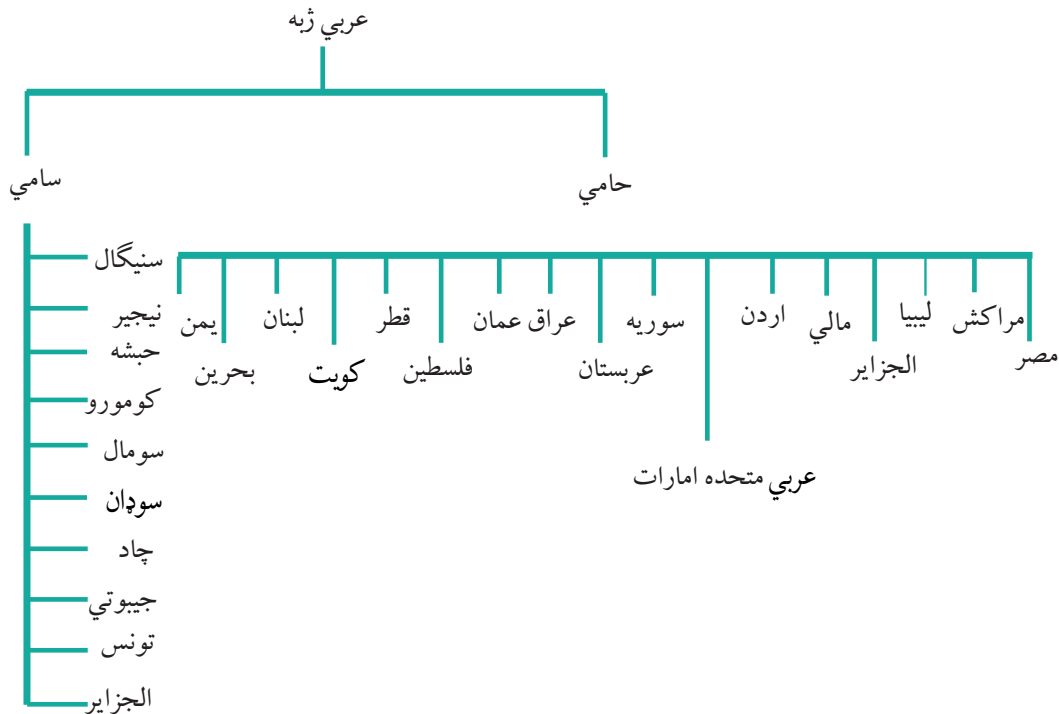 عربي ژبه
حامي
سامي
مصر
مراکش
ليبيا
الجزاير
مالي
اردن
عربي متحده امارات
سوريه
عربستان
عراق
عمان
فلسطين
قطر
کويت
لبنان
بحرين
يمن
سنيگال
نيجير
حبشه
کومورو
سومال
سوډان
چاد
جيبوتي
تونس
الجزاير